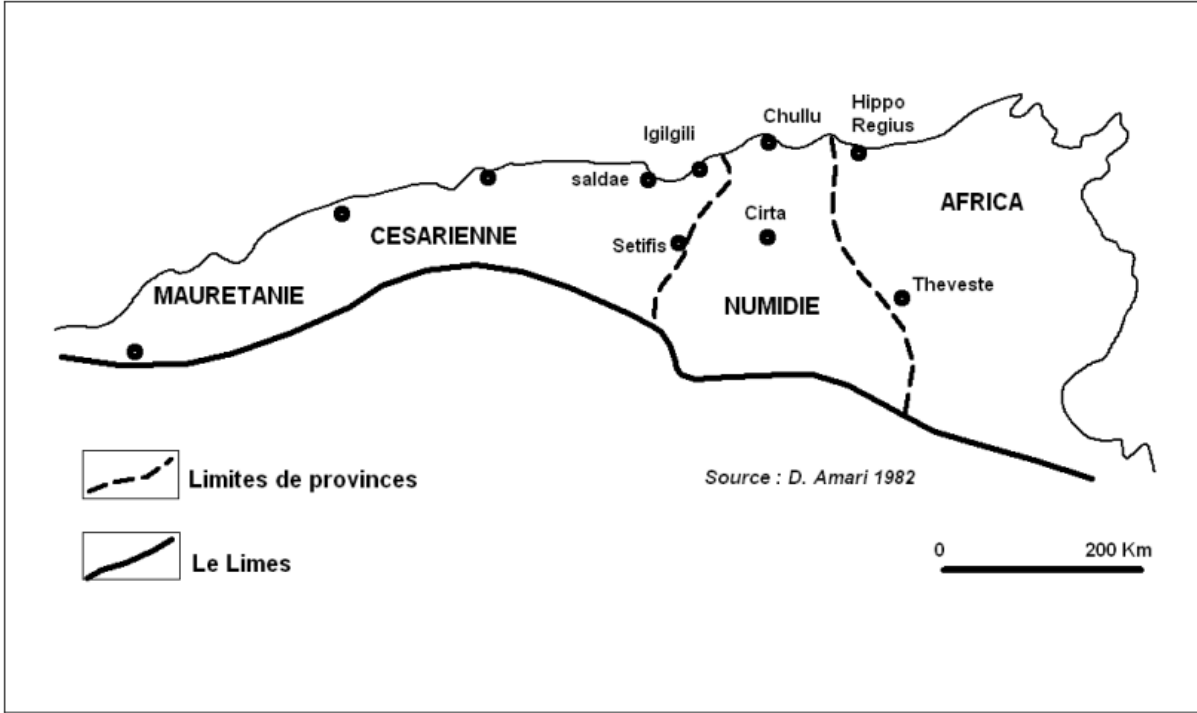 Hippo
Regius
Chullu
Igilgili
saldae
AFRICA
Cirta
CESARIENNE
Setifis
Theveste
MAURETANIE
NUMIDIE
Limites de provinces
Source : D. Amari 1982
Le Limes
0 200 Km